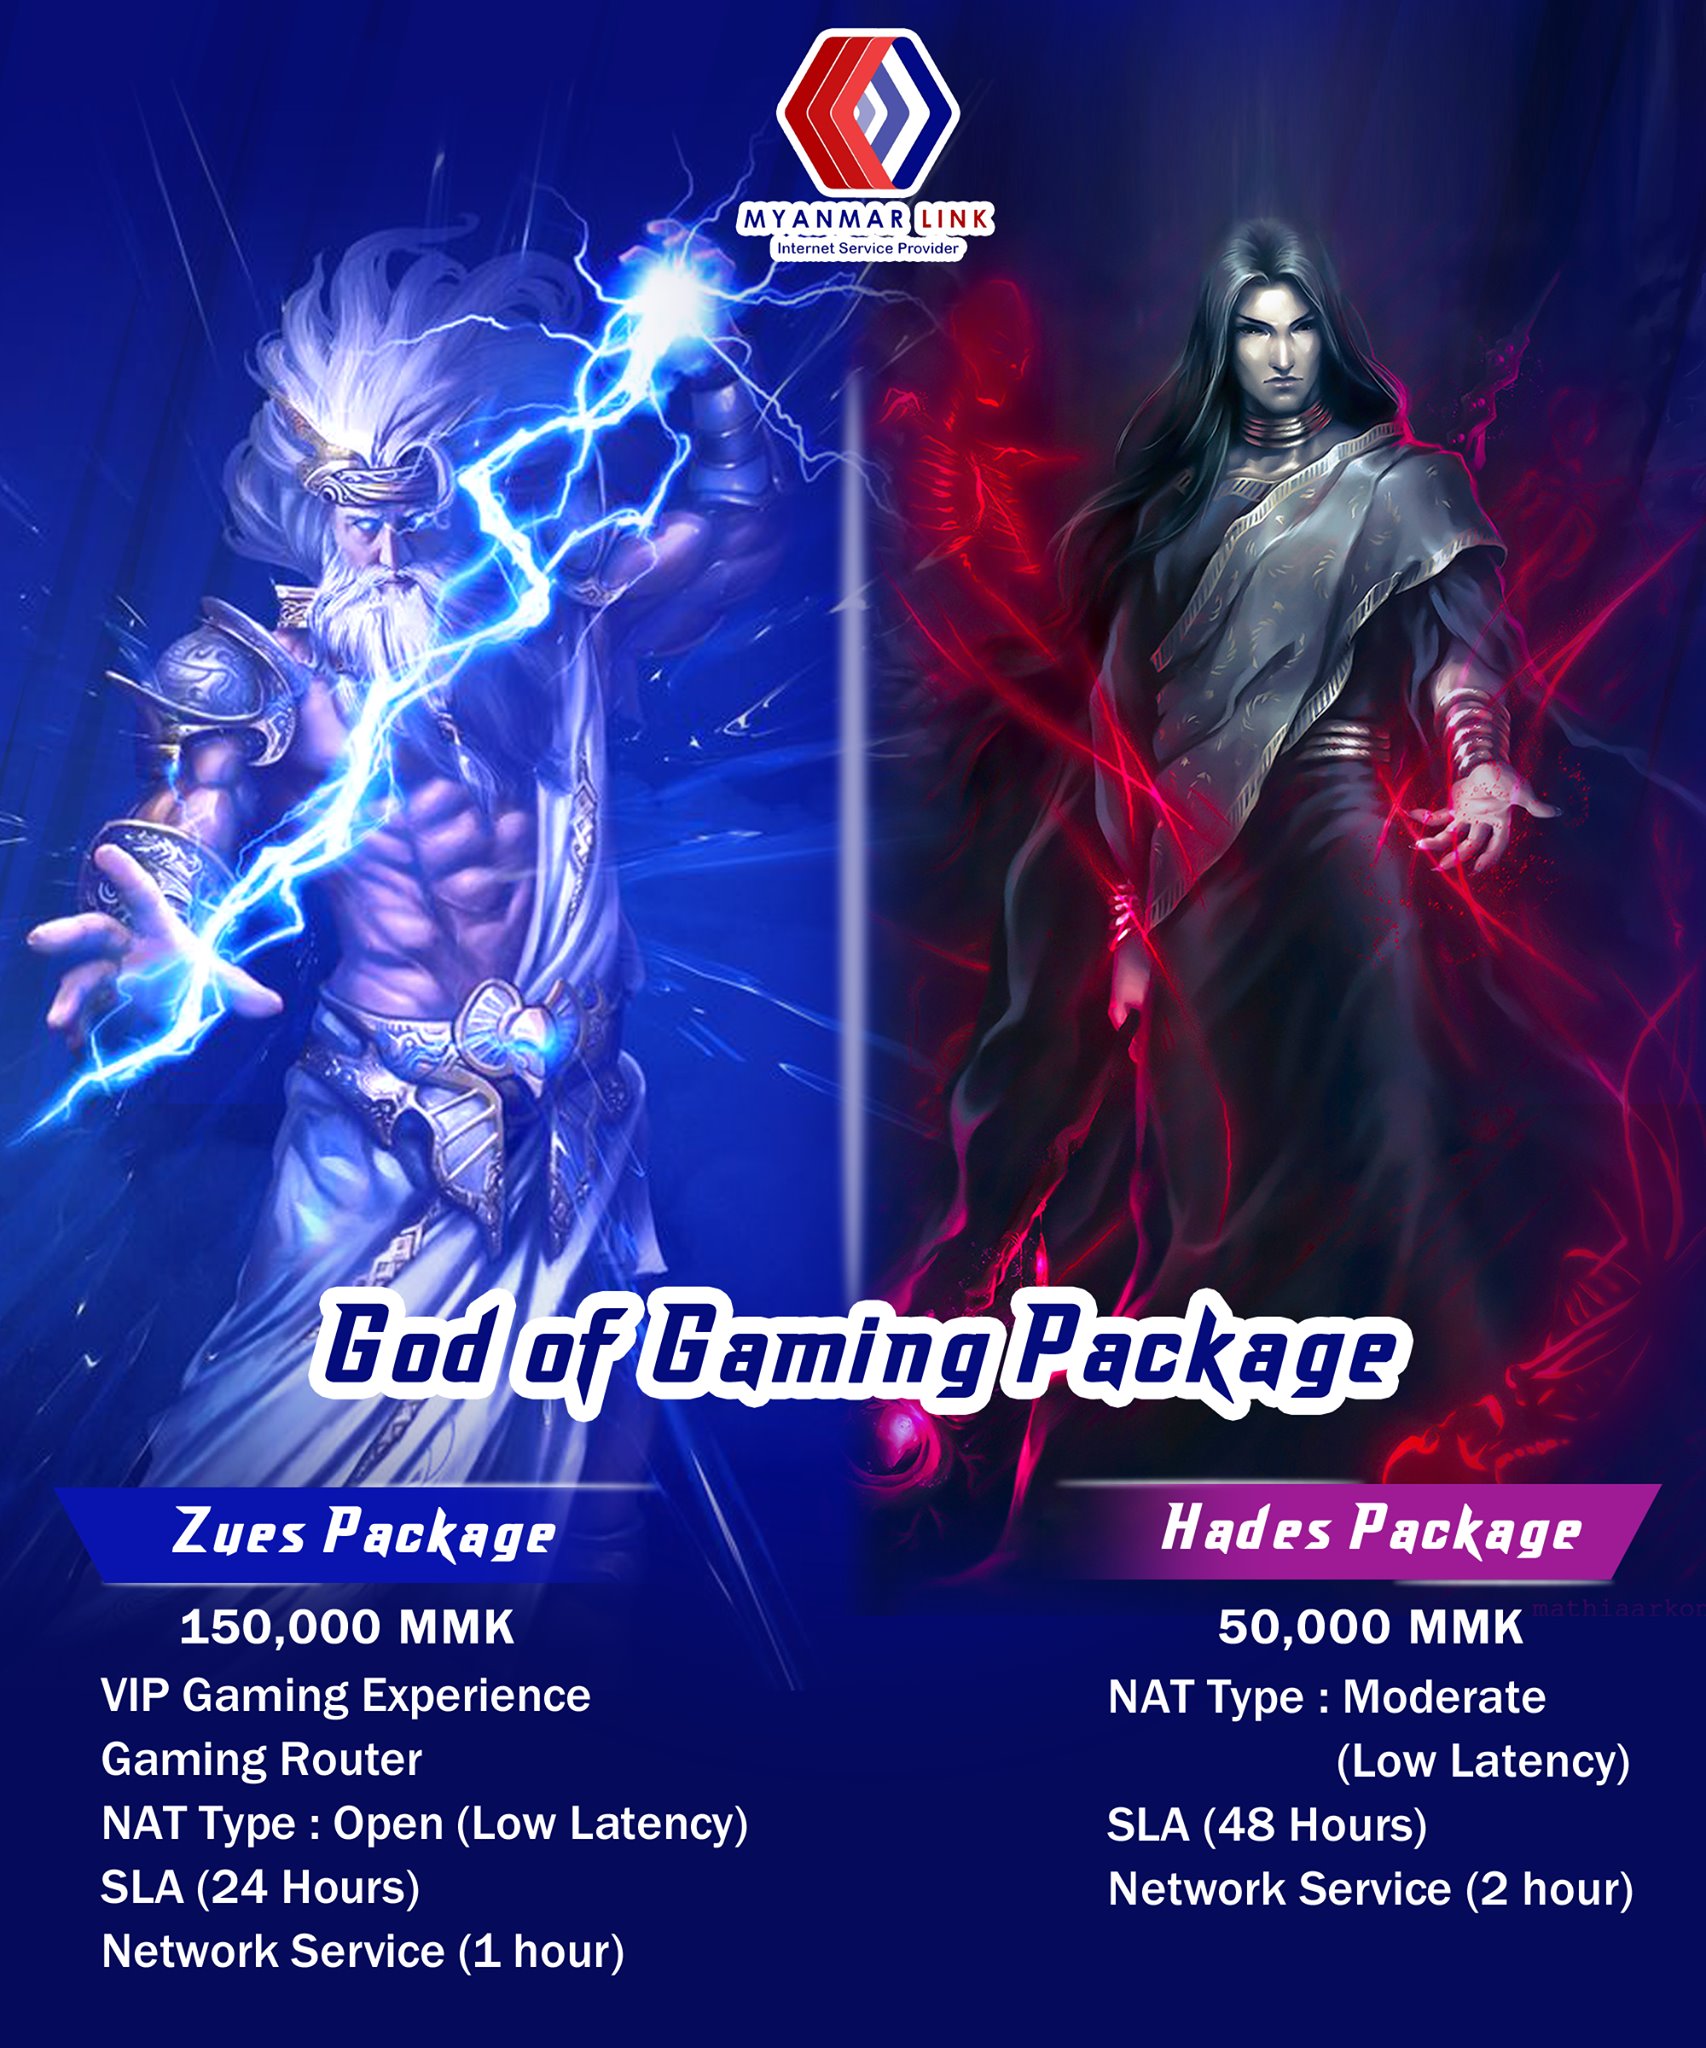 MYANMAR LINK
Internet Service Provider
God of Gaming Package
Zues Package
150,000 MMK
VIP Gaming Experience
Gaming Router
NAT Type : Open (Low Latency)
SLA (24 Hours)
Network Service (1 hour)
Hades Package
50,000 MMK
mathiaarkon
NAT Type : Moderate
(Low Latency)
SLA (48 Hours)
Network Service (2 hour)